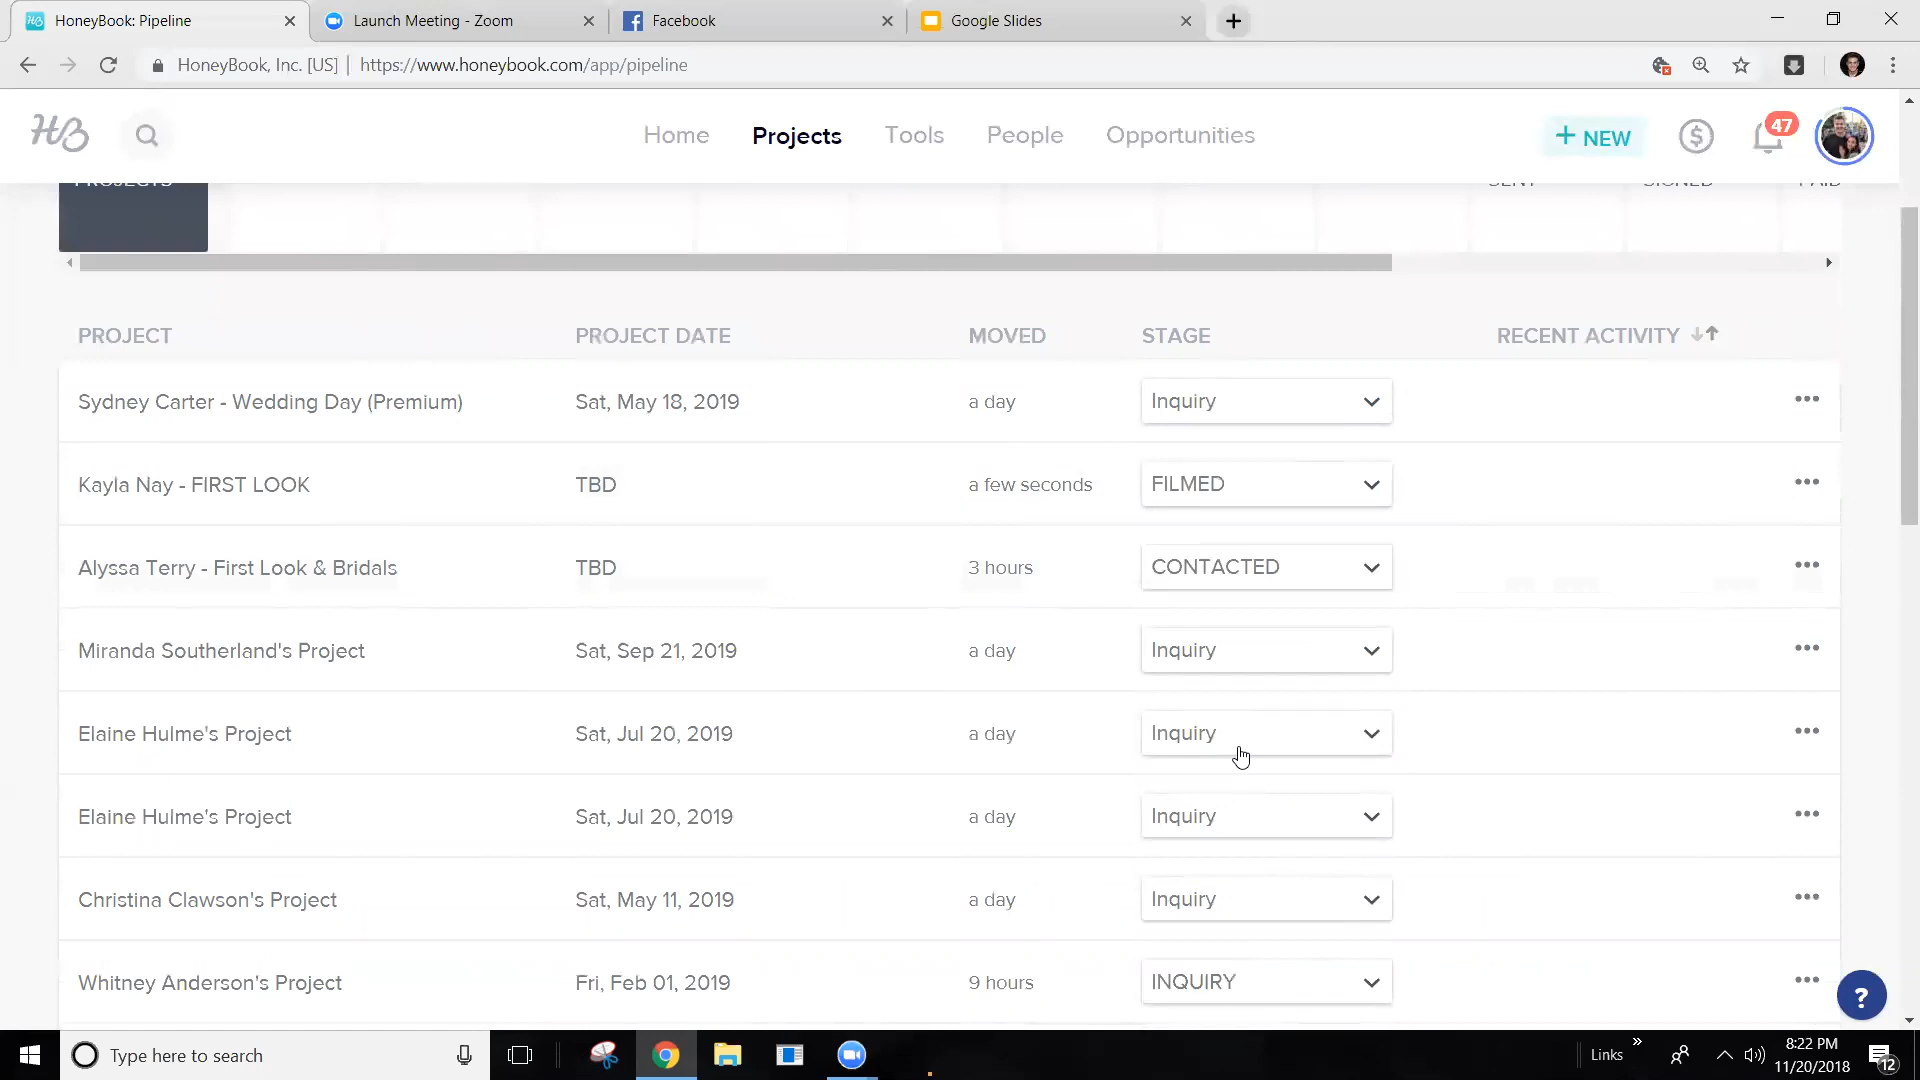 HoneyBook: Pipeline
Launch Meeting - Zoom
Facebook
Google Slides
HoneyBook, Inc. [US] | https://www.honeybook.com/app/pipeline
HB
Home
Projects
Tools
People
Opportunities
+ NEW
$
47
PROJECTS
SENT
SIGNED
PAID
PROJECT
PROJECT DATE
MOVED
STAGE
RECENT ACTIVITY
Sydney Carter - Wedding Day (Premium)
Sat, May 18, 2019
a day
Inquiry
Kayla Nay - FIRST LOOK
TBD
a few seconds
FILMED
Alyssa Terry - First Look & Bridals
TBD
3 hours
CONTACTED
Miranda Southerland's Project
Sat, Sep 21, 2019
a day
Inquiry
Elaine Hulme's Project
Sat, Jul 20, 2019
a day
Inquiry
Elaine Hulme's Project
Sat, Jul 20, 2019
a day
Inquiry
Christina Clawson's Project
Sat, May 11, 2019
a day
Inquiry
Whitney Anderson's Project
Fri, Feb 01, 2019
9 hours
INQUIRY
?
Type here to search
Links
8:22 PM
11/20/2018
12